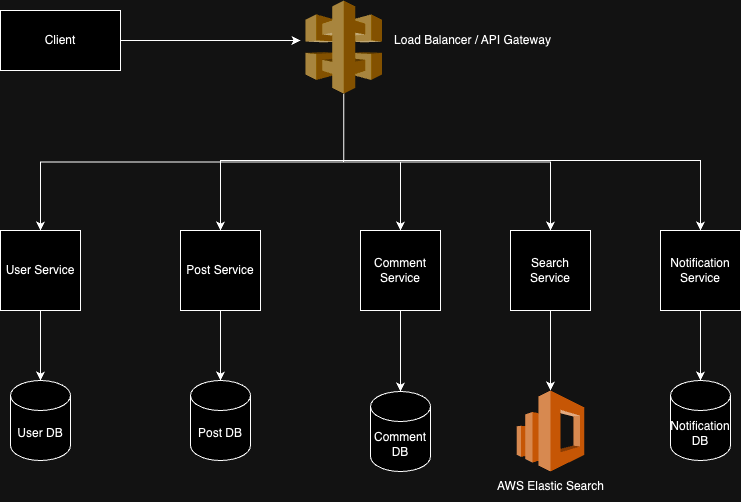 Client
Load Balancer / API Gateway
User Service
Post Service
Comment
Service
Search
Service
Notification
Service
User DB
Post DB
Comment
DB
AWS Elastic Search
Notification
DB